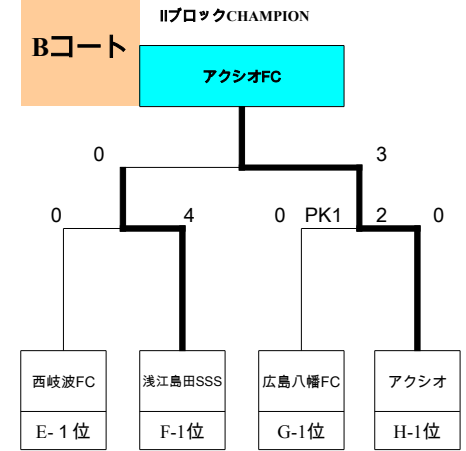 IIブロックCHAMPION
Bコート
アクシオFC
0 3
0 4 0 PK1 2 0
西岐波FC 浅江島田SSS 広島八幡FC アクシオ
E-１位 F-1位 G-1位 H-1位